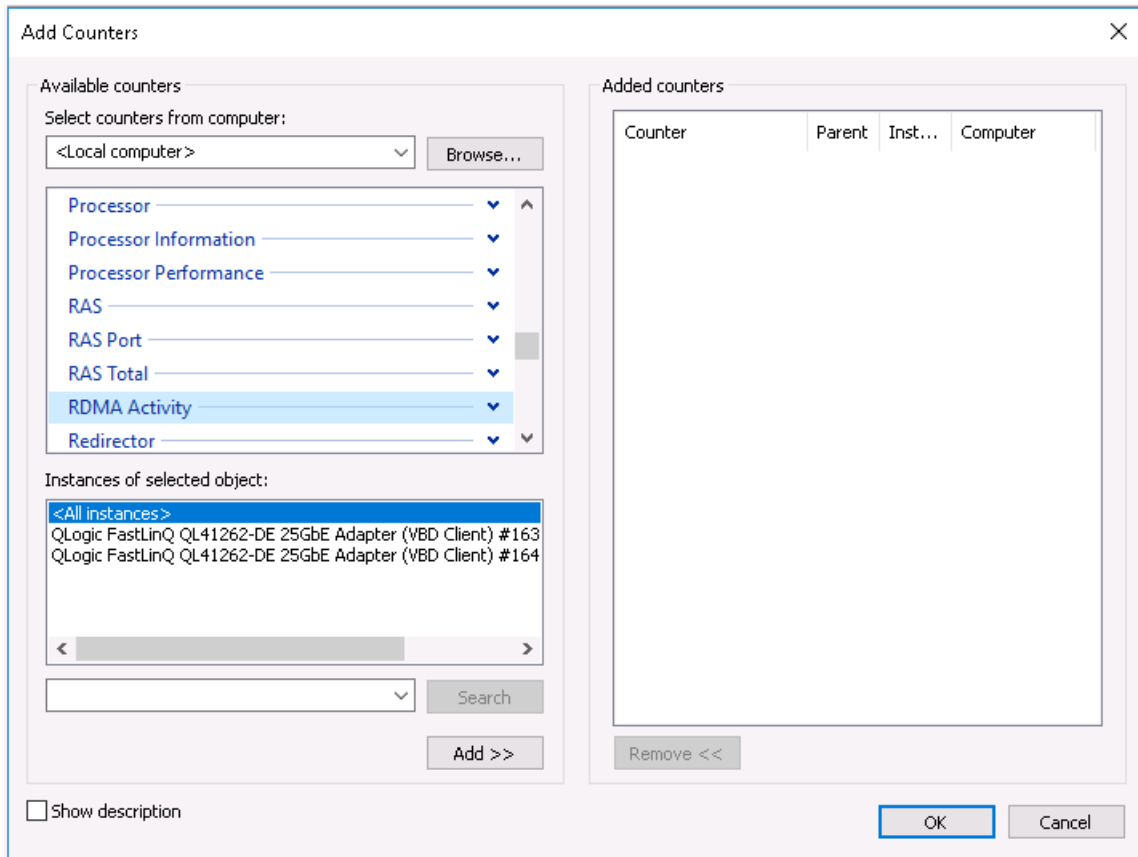 Add Counters
Available counters
Select counters from computer:
<Local computer>
Browse...
Processor
Processor Information
Processor Performance
RAS
RAS Port
RAS Total
RDMA Activity
Redirector
Instances of selected object:
<All instances>
QLogic FastLinQ QL41262-DE 25GbE Adapter (VBD Client) #163
QLogic FastLinQ QL41262-DE 25GbE Adapter (VBD Client) #164
Search
Add >>
Show description
Added counters
Counter Parent Inst... Computer
Remove <<
OK Cancel